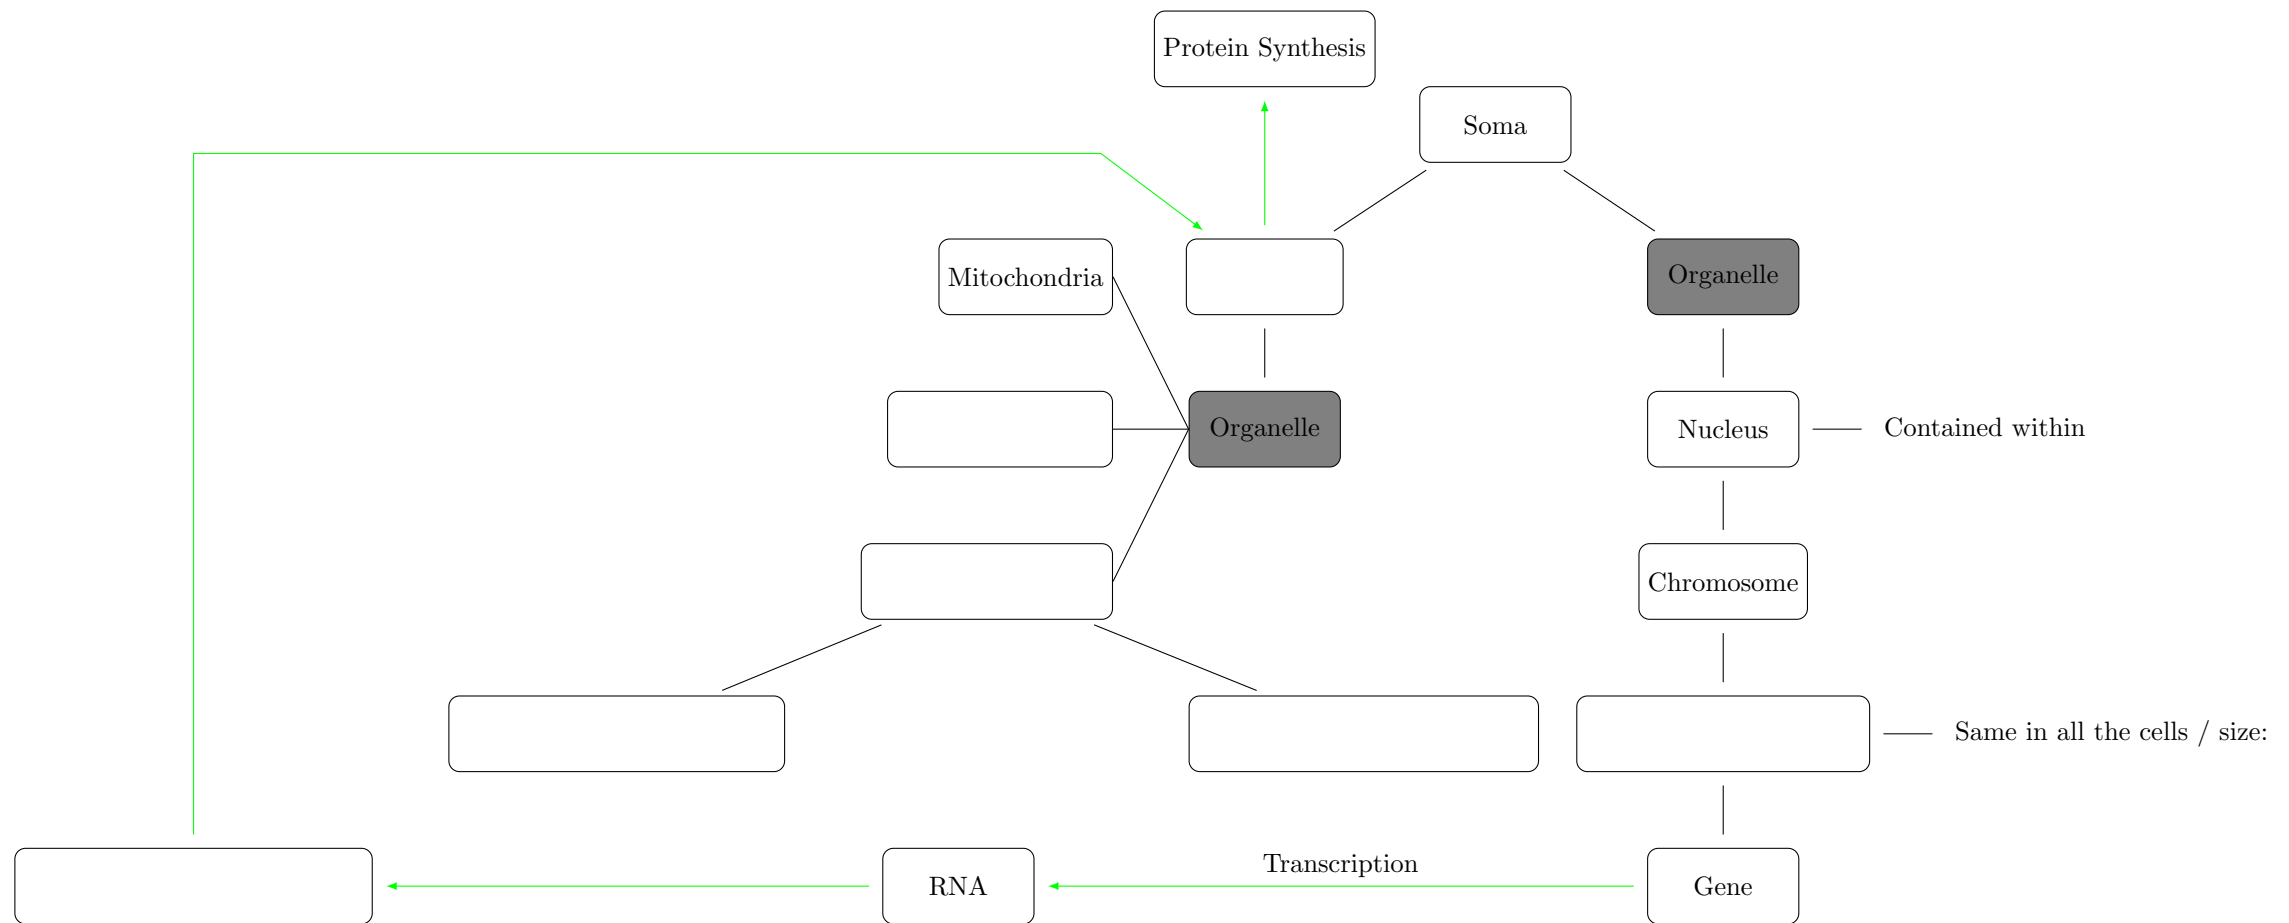 Protein Synthesis
Soma
Mitochondria
Organelle
Organelle
Nucleus
Contained within
Chromosome
Same in all the cells / size:
Transcription
RNA
Gene